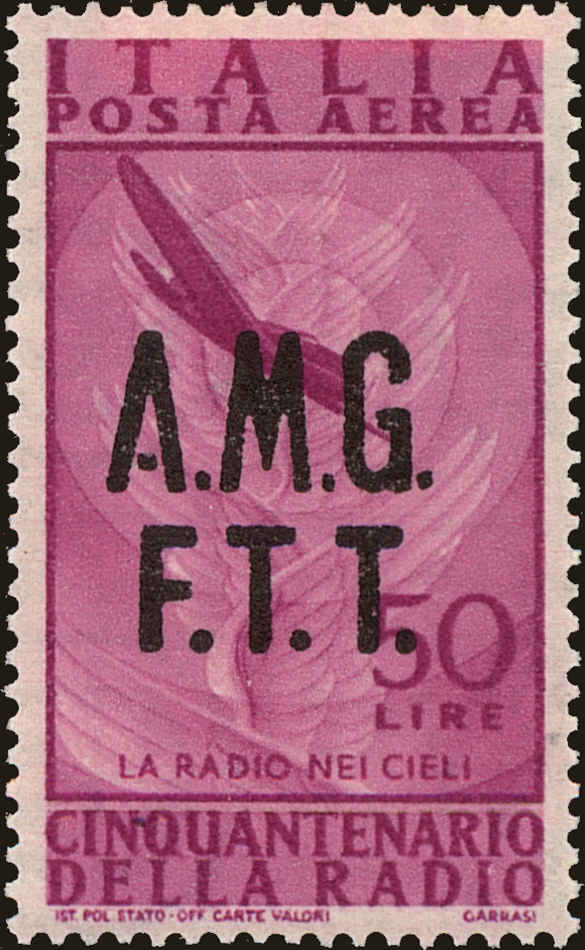 ITALIA
POSTA AEREA
A.M.G.
F.T.T.
50
LIRE
LA RADIO NEI CIELI
CINQUANTENARIO
DELLA RADIO
IST. POL. STATO - OFF. CARTE VALORI GARRASI